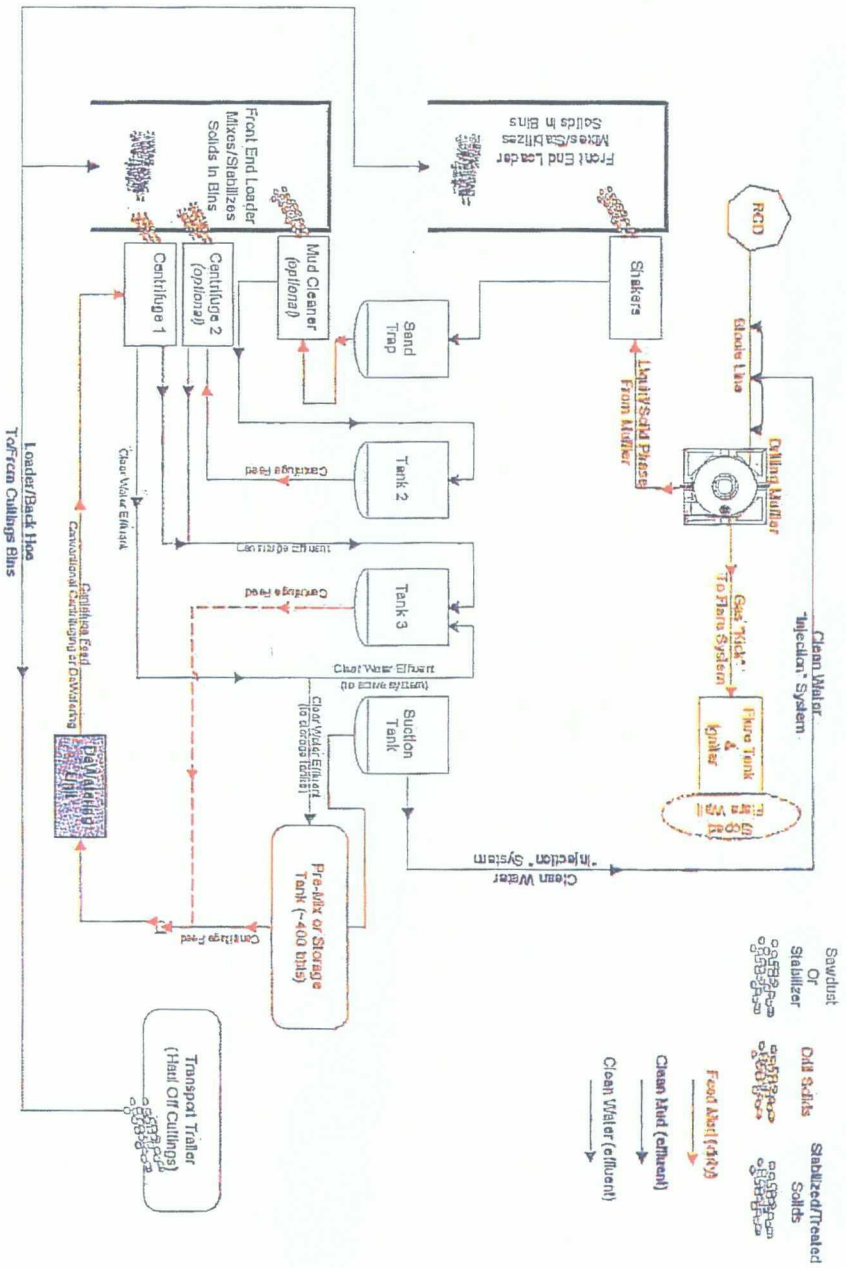 RCD
Blooie Line
Drilling Muffler
Gas "Kick"
To Flare System
Flare Tank
&
Igniter
Clean Water
"Injection" System
Clean Water
"Injection" System
Liquid/Solid Phase
From Muffler
Shakers
Front End Loader
Mixes/Stabilizes
Solids in Bins
Sand
Trap
Tank 2
Tank 3
Suction
Tank
Centrifuge Feed
Centrifuge Effluent
Centrifuge Feed
Clear Water Effluent
Clear Water Effluent
(to storage tanks)
Clear Water Effluent
Front End Loader
Mixes/Stabilizes
Solids in Bins
Mud Cleaner
(optional)
Centrifuge 2
(optional)
Centrifuge 1
Pre-Mix or Storage
Tank (~400 bbls)
Centrifuge Feed
DeWatering
Unit
Centrifuge Feed
Conventional Centrifuging or DeWatering
Loader/Back Hoe
To/From Cuttings Bins
Transport Trailer
(Haul Off Cuttings)
Sawdust
Or
Stabilizer
Drill Solids
Stabilized/Treated
Solids
Feed Mud (dirty)
Clean Mud (effluent)
Clean Water (effluent)